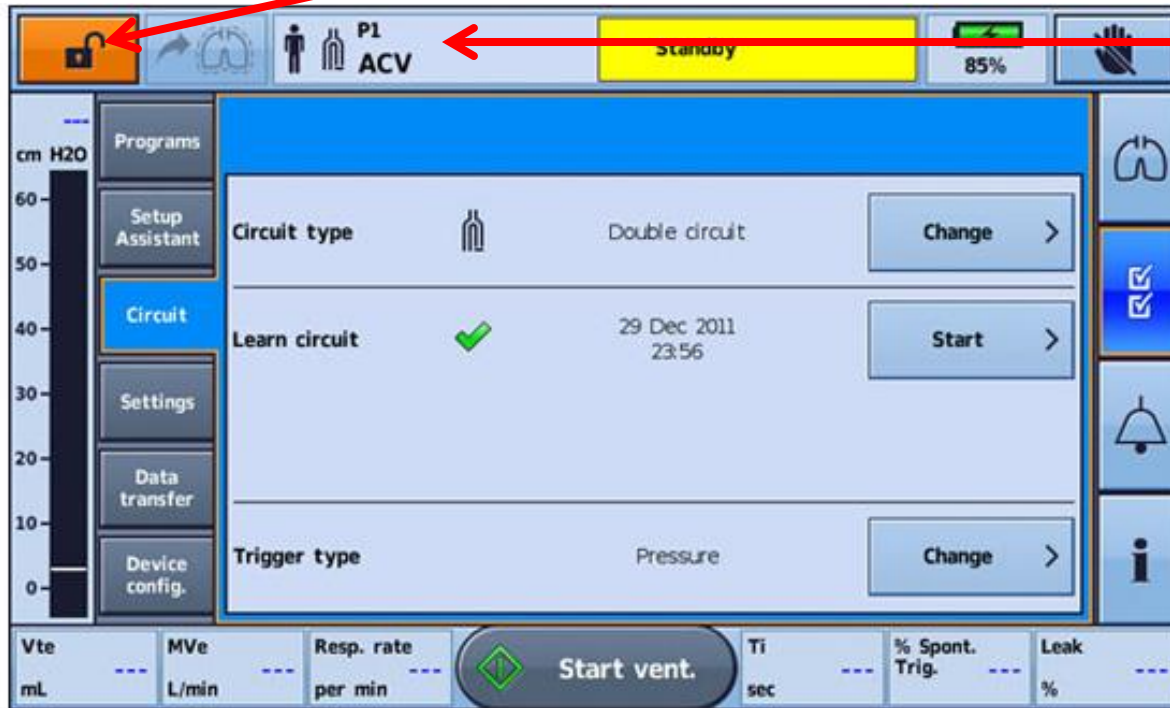 P1
ACV
Standby
85%
---
cm H2O
60
50
40
30
20
10
0
Programs
Setup
Assistant
Circuit
Settings
Data
transfer
Device
config.
Circuit type
Double circuit
Change >
Learn circuit
29 Dec 2011
23:56
Start >
Trigger type
Pressure
Change >
Vte
---
mL
MVe
---
L/min
Resp. rate
---
per min
Start vent.
Ti
---
sec
% Spont.
Trig. ---
Leak
---
%